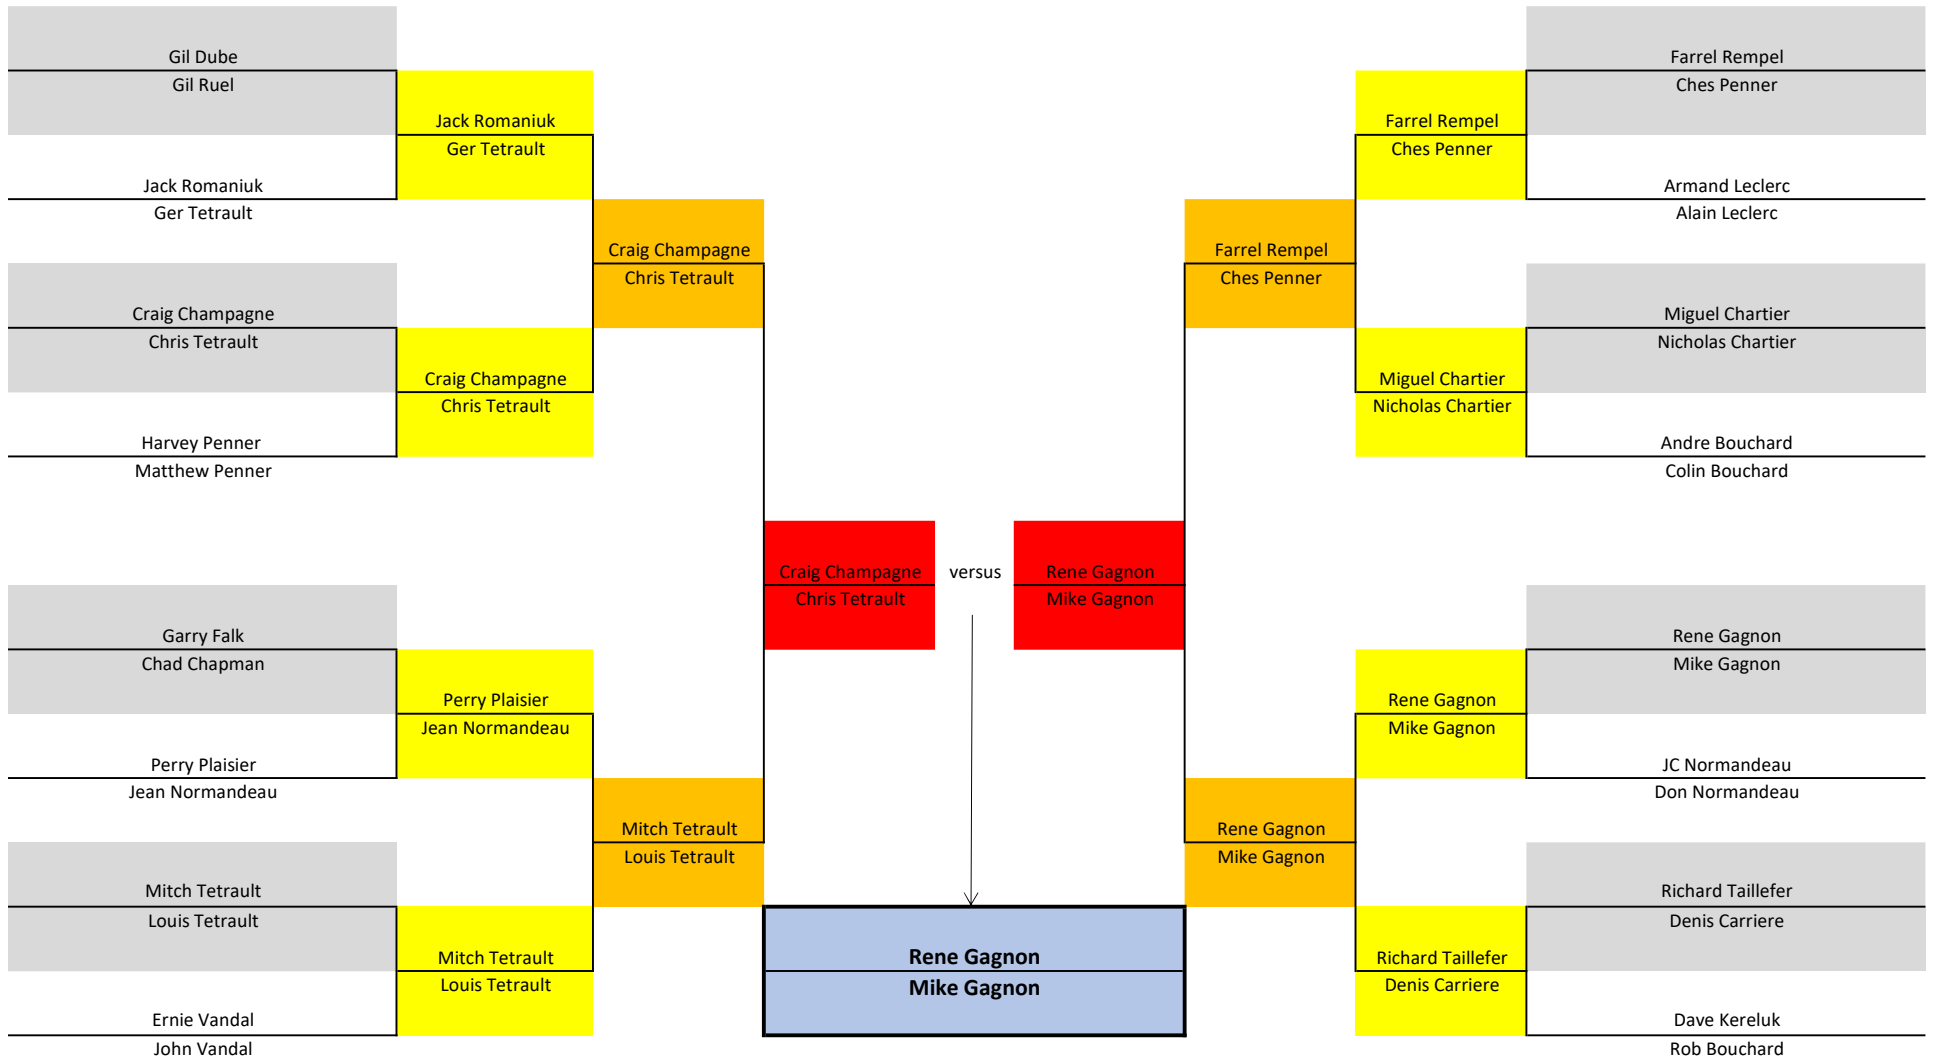 Gil Dube
Gil Ruel
Jack Romaniuk
Ger Tetrault
Craig Champagne
Chris Tetrault
Harvey Penner
Matthew Penner
Garry Falk
Chad Chapman
Perry Plaisier
Jean Normandeau
Mitch Tetrault
Louis Tetrault
Ernie Vandal
John Vandal
Jack Romaniuk
Ger Tetrault
Craig Champagne
Chris Tetrault
Perry Plaisier
Jean Normandeau
Mitch Tetrault
Louis Tetrault
Craig Champagne
Chris Tetrault
Mitch Tetrault
Louis Tetrault
Craig Champagne
Chris Tetrault
versus
Rene Gagnon
Mike Gagnon
Rene Gagnon
Mike Gagnon
Farrel Rempel
Ches Penner
Rene Gagnon
Mike Gagnon
Farrel Rempel
Ches Penner
Miguel Chartier
Nicholas Chartier
Rene Gagnon
Mike Gagnon
Richard Taillefer
Denis Carriere
Farrel Rempel
Ches Penner
Armand Leclerc
Alain Leclerc
Miguel Chartier
Nicholas Chartier
Andre Bouchard
Colin Bouchard
Rene Gagnon
Mike Gagnon
JC Normandeau
Don Normandeau
Richard Taillefer
Denis Carriere
Dave Kereluk
Rob Bouchard